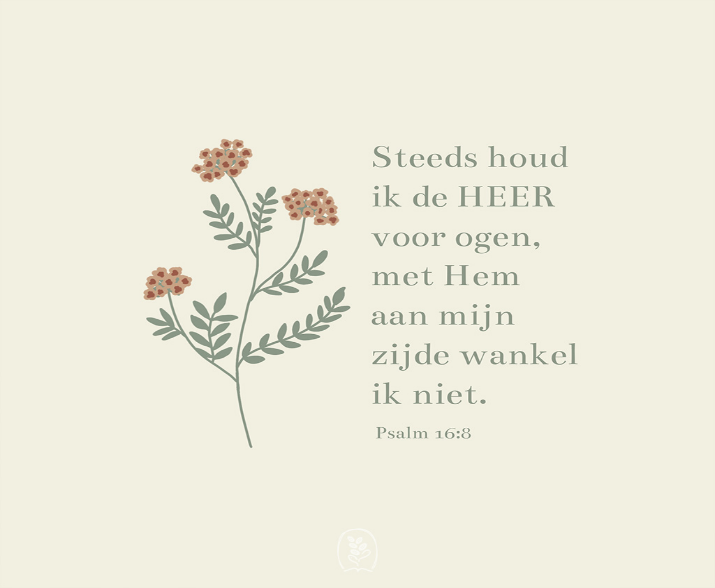 Steeds houd
ik de HEER
voor ogen,
met Hem
aan mijn
zijde wankel
ik niet.
Psalm 16:8